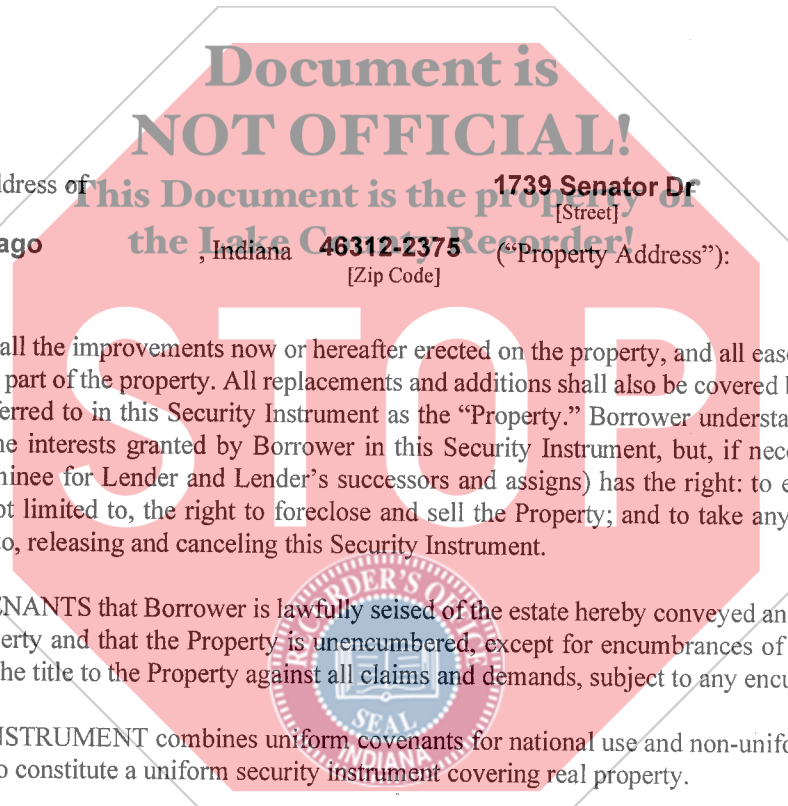 Document is
NOT OFFICIAL!
This Document is the property of
the Lake County Recorder!
STOP
ddress of 1739 Senator Dr
[Street]
ago , Indiana 46312-2375 (“Property Address”):
[Zip Code]
all the improvements now or hereafter erected on the property, and all eas
part of the property. All replacements and additions shall also be covered b
ferred to in this Security Instrument as the “Property.” Borrower understa
he interests granted by Borrower in this Security Instrument, but, if nec
minee for Lender and Lender’s successors and assigns) has the right: to e
ot limited to, the right to foreclose and sell the Property; and to take any
to, releasing and canceling this Security Instrument.
ENANTS that Borrower is lawfully seised of the estate hereby conveyed an
erty and that the Property is unencumbered, except for encumbrances of
the title to the Property against all claims and demands, subject to any encu
NSTRUMENT combines uniform covenants for national use and non-unifo
o constitute a uniform security instrument covering real property.
RECORDER'S OFFICE
SEAL
INDIANA